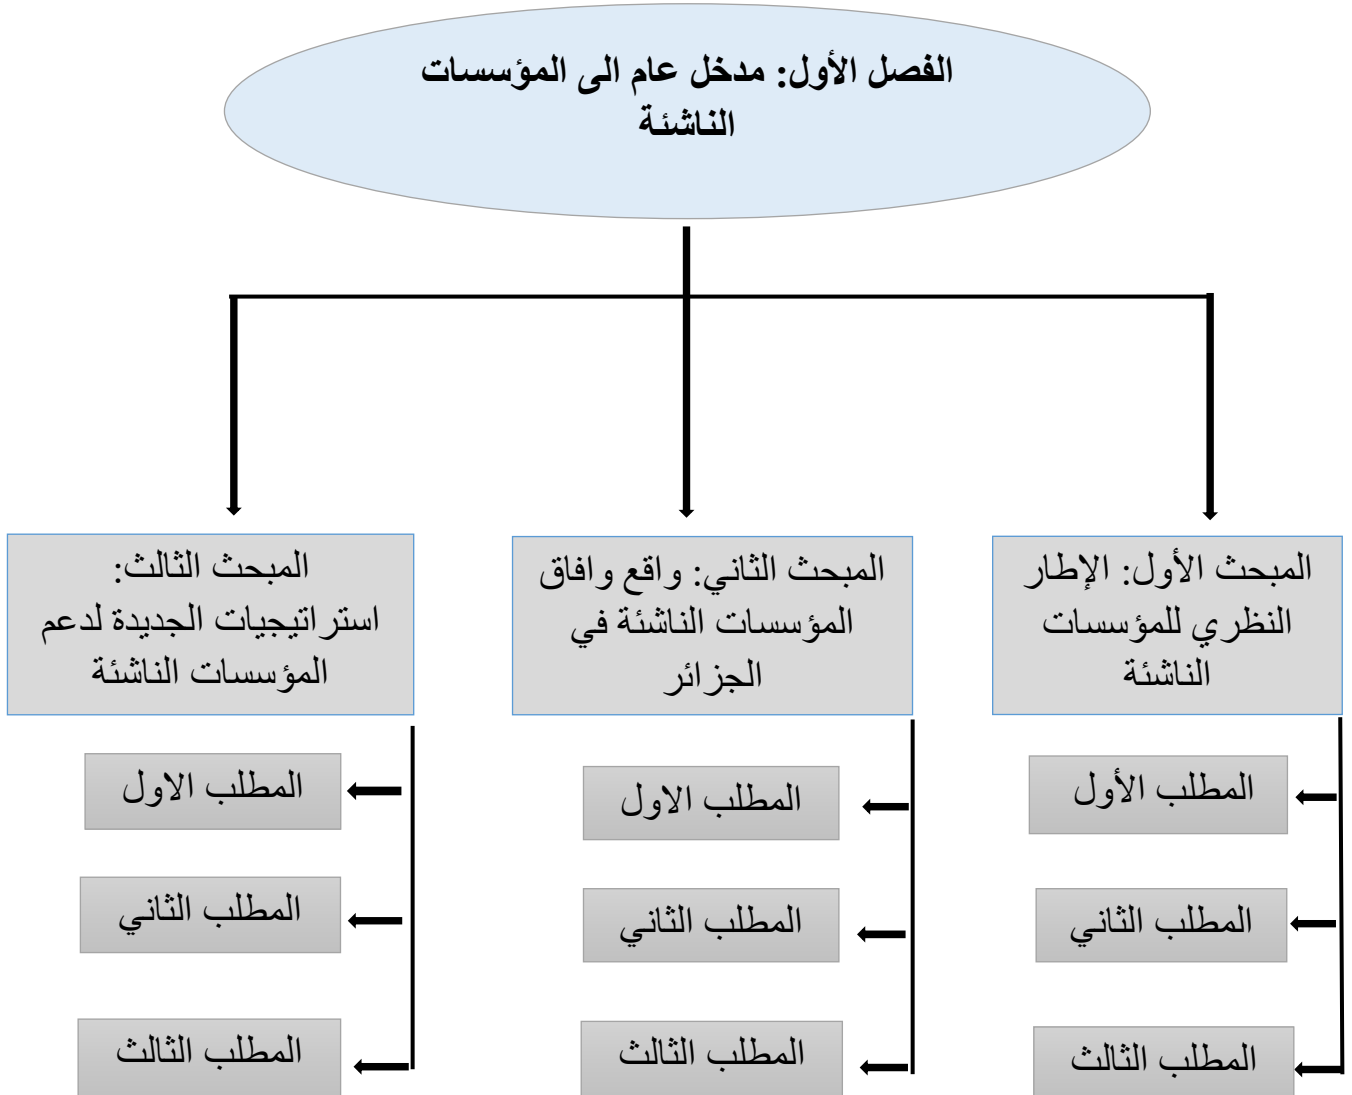 الفصل الأول: مدخل عام الى المؤسسات
الناشئة
المبحث الأول: الإطار
النظري للمؤسسات
الناشئة
المطلب الأول
المطلب الثاني
المطلب الثالث
المبحث الثاني: واقع وافاق
المؤسسات الناشئة في
الجزائر
المطلب الاول
المطلب الثاني
المطلب الثالث
المبحث الثالث:
استراتيجيات الجديدة لدعم
المؤسسات الناشئة
المطلب الاول
المطلب الثاني
المطلب الثالث